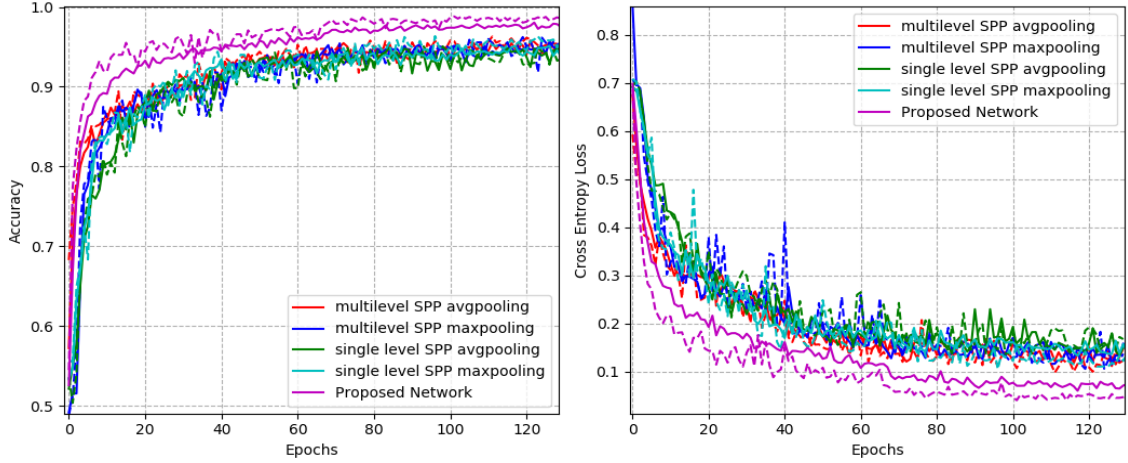 1.0
0.9
0.8
0.7
0.6
0.5
Accuracy
0 20 40 60 80 100 120
Epochs
multilevel SPP avgpooling
multilevel SPP maxpooling
single level SPP avgpooling
single level SPP maxpooling
Proposed Network
0.8
0.7
0.6
0.5
0.4
0.3
0.2
0.1
Cross Entropy Loss
0 20 40 60 80 100 120
Epochs
multilevel SPP avgpooling
multilevel SPP maxpooling
single level SPP avgpooling
single level SPP maxpooling
Proposed Network